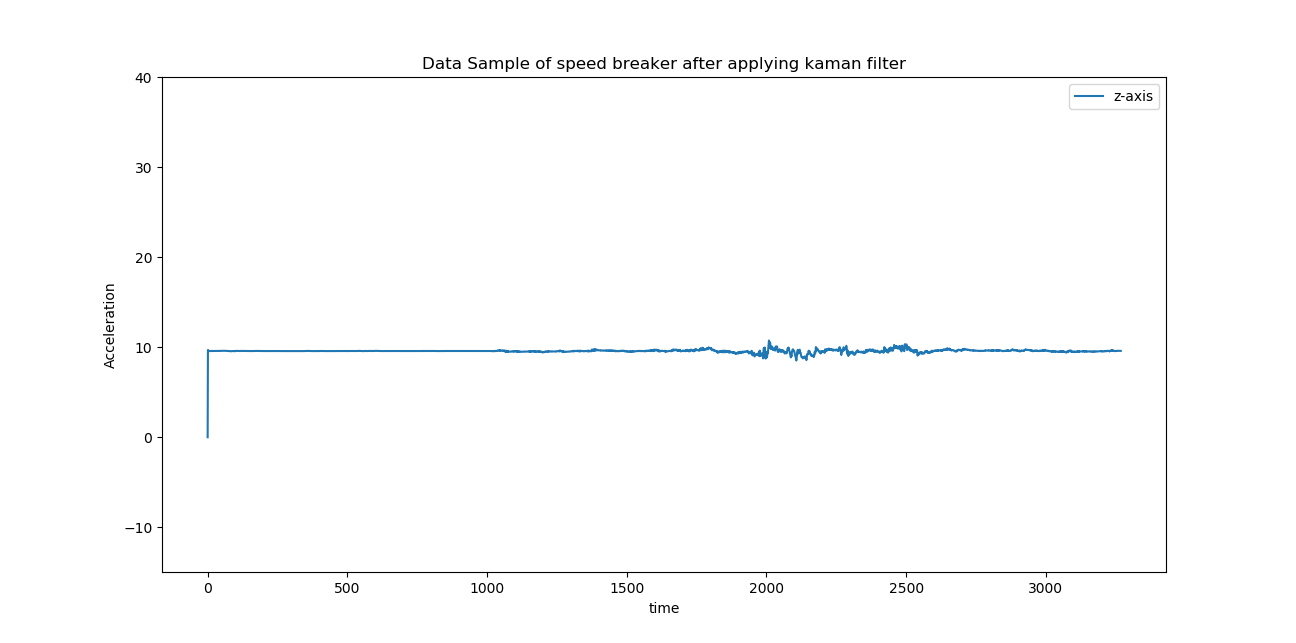 Data Sample of speed breaker after applying kaman filter
z-axis
40
30
20
10
0
−10
Acceleration
0 500 1000 1500 2000 2500 3000
time